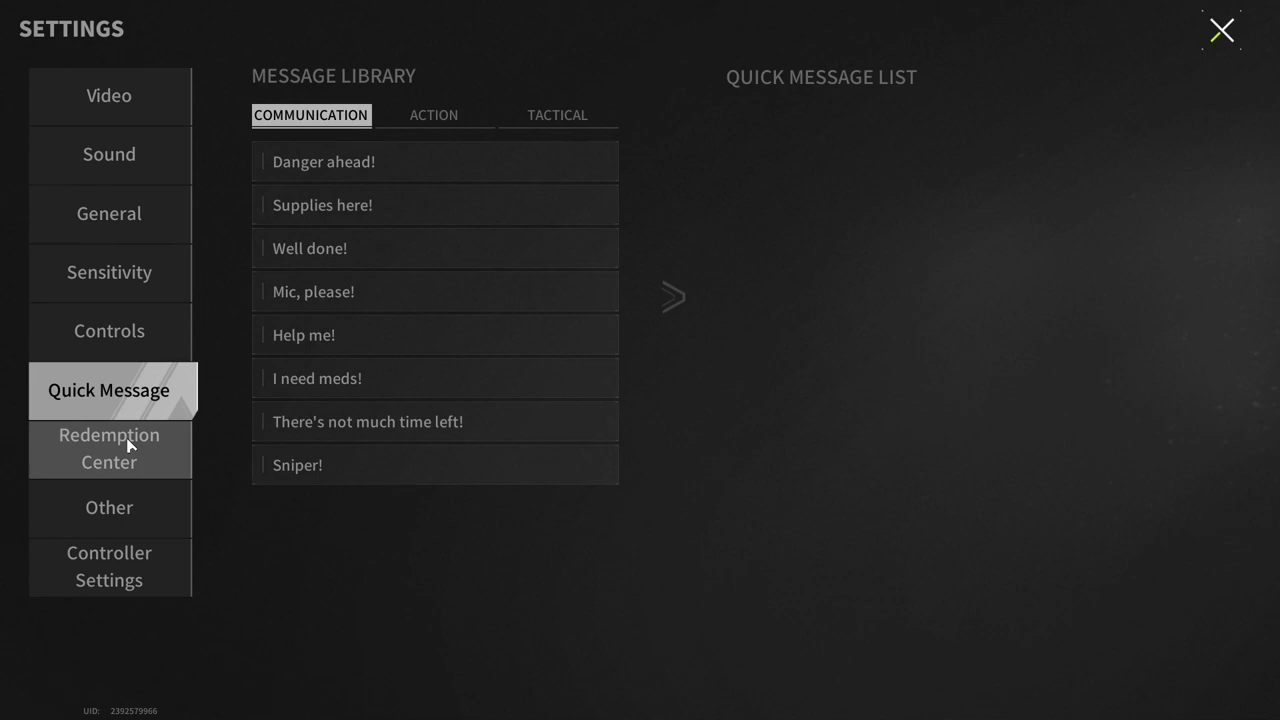 SETTINGS
Video
Sound
General
Sensitivity
Controls
Quick Message
Redemption
Center
Other
Controller
Settings
MESSAGE LIBRARY
COMMUNICATION
ACTION
TACTICAL
Danger ahead!
Supplies here!
Well done!
Mic, please!
Help me!
I need meds!
There's not much time left!
Sniper!
QUICK MESSAGE LIST
UID: 2392579966